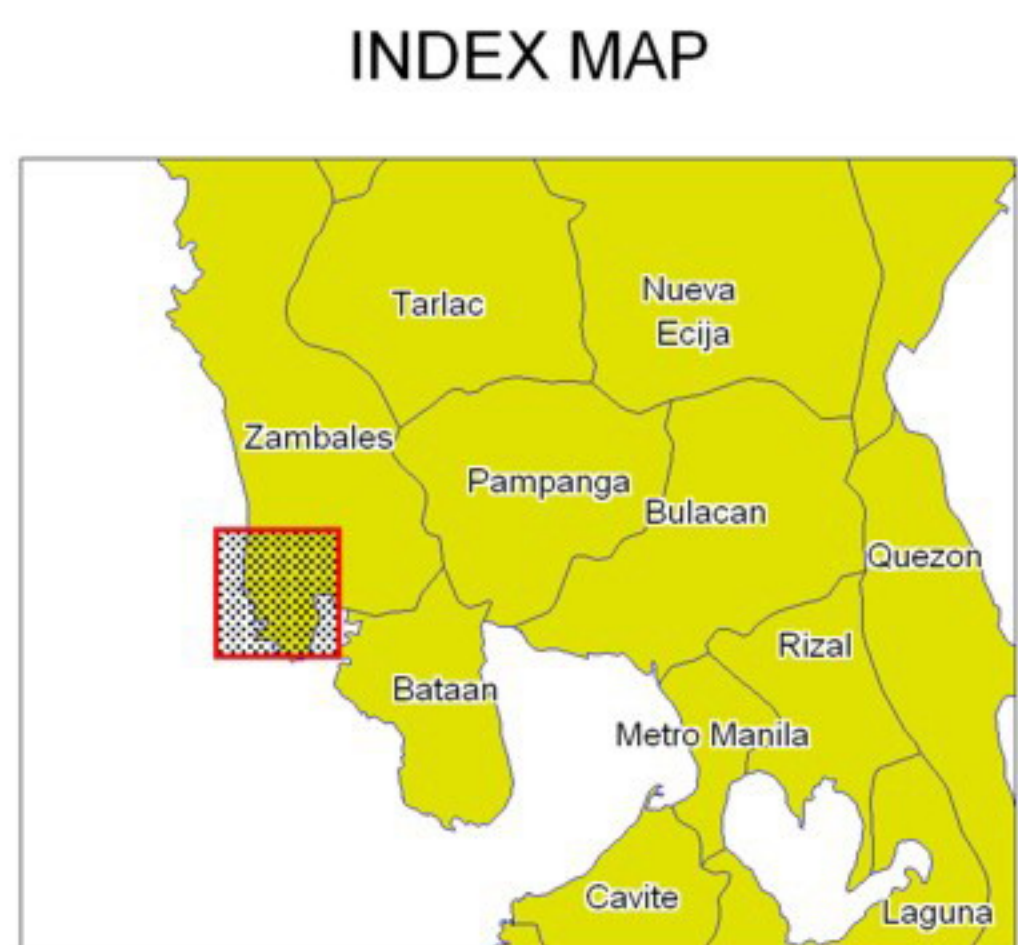 INDEX MAP
Nueva
Ecija
Tarlac
Zambales
Pampanga
Bulacan
Quezon
Rizal
Bataan
Metro Manila
Cavite
Laguna